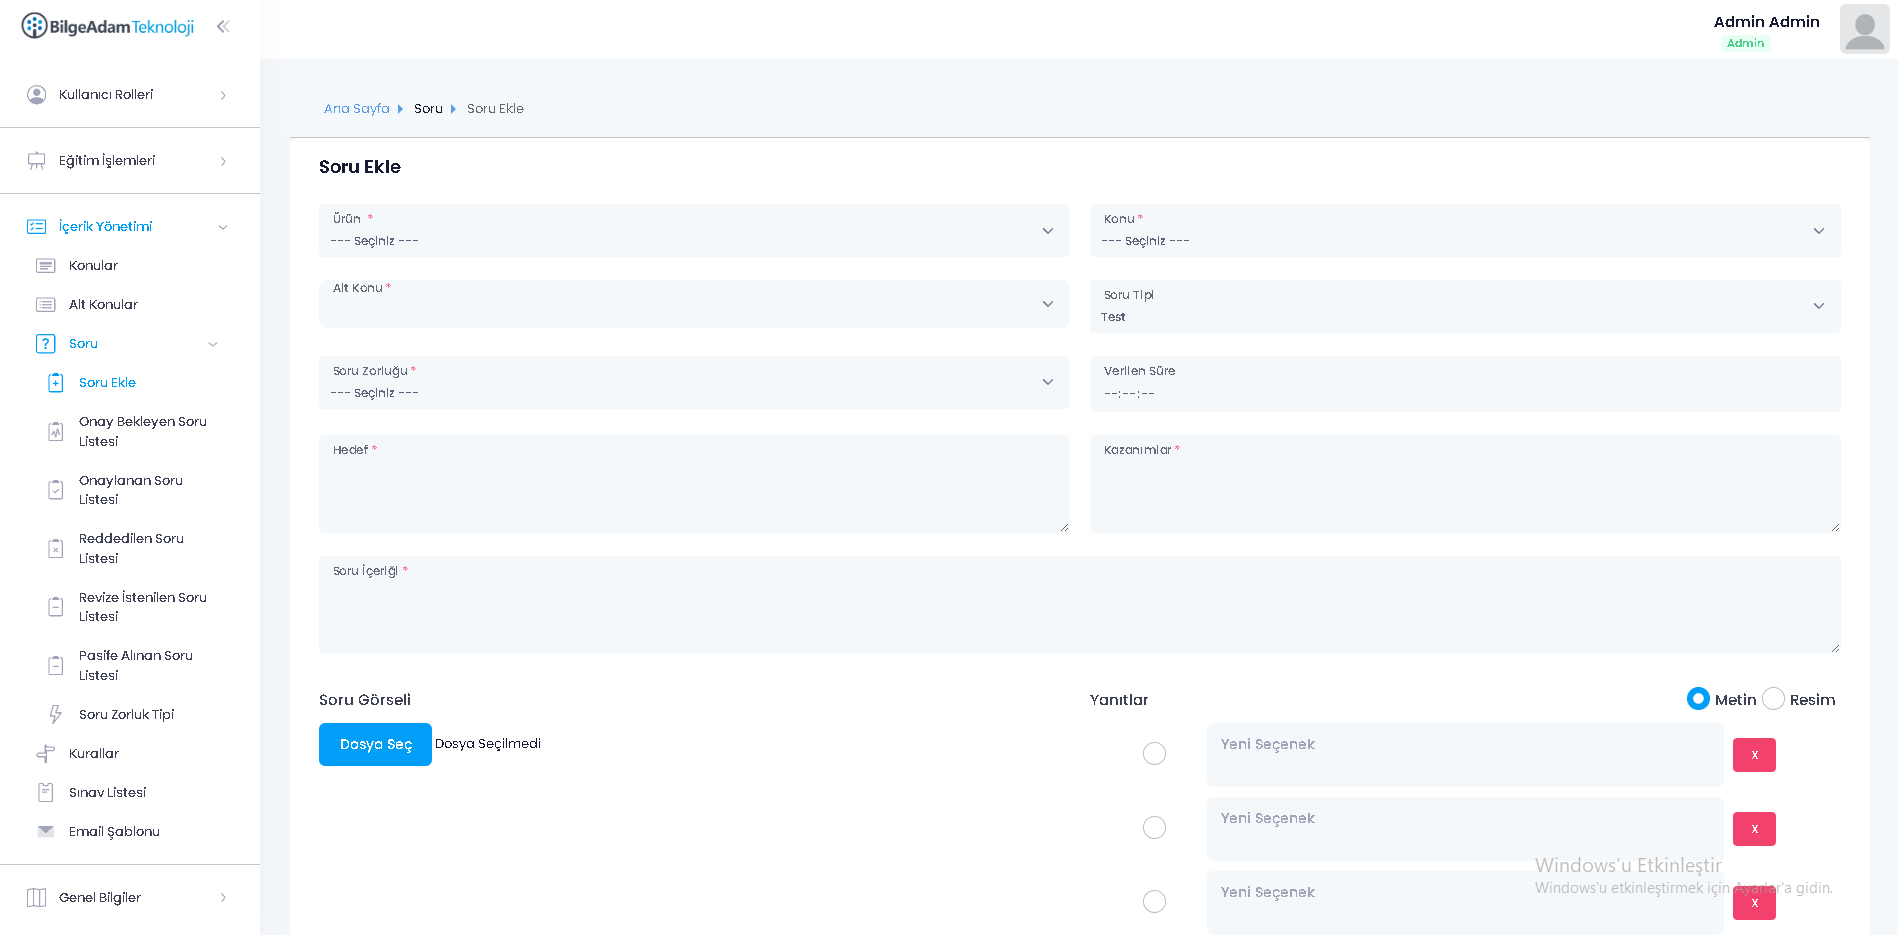 BilgeAdam Teknoloji
Admin Admin
Admin
Kullanıcı Rolleri
Eğitim İşlemleri
İçerik Yönetimi
Konular
Alt Konular
Soru
Soru Ekle
Onay Bekleyen Soru
Listesi
Onaylanan Soru
Listesi
Reddedilen Soru
Listesi
Revize İstenilen Soru
Listesi
Pasife Alınan Soru
Listesi
Soru Zorluk Tipi
Kurallar
Sınav Listesi
Email Şablonu
Genel Bilgiler
Ana Sayfa Soru Soru Ekle
Soru Ekle
Ürün *
--- Seçiniz ---
Konu *
--- Seçiniz ---
Alt Konu *
Soru Tipi
Test
Soru Zorluğu *
--- Seçiniz ---
Verilen Süre
--:--:--
Hedef *
Kazanımlar *
Soru İçeriği *
Soru Görseli
Dosya Seç Dosya Seçilmedi
Yanıtlar
Metin Resim
Yeni Seçenek x
Yeni Seçenek x
Yeni Seçenek x
Windows'u Etkinleştir
Windows'u etkinleştirmek için Ayarlar'a gidin.